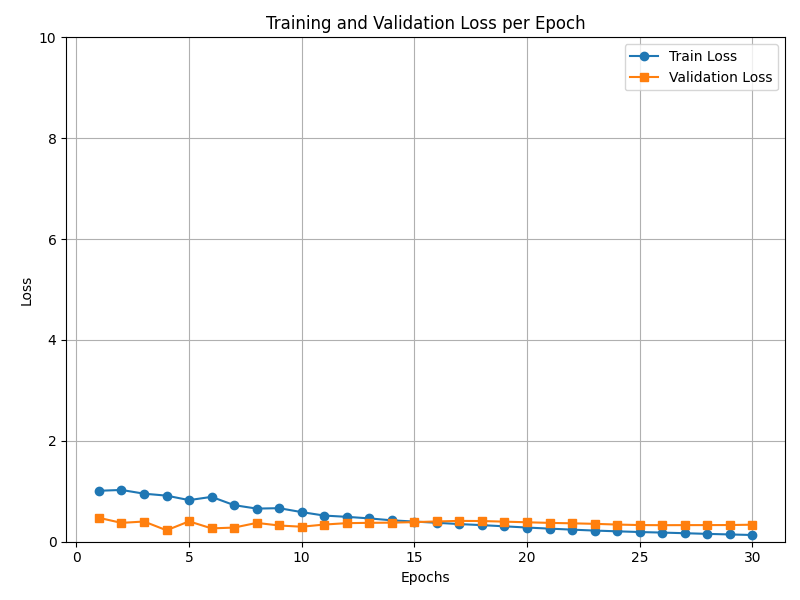 Training and Validation Loss per Epoch
Train Loss
Validation Loss
10
8
6
4
2
0
Loss
0 5 10 15 20 25 30
Epochs